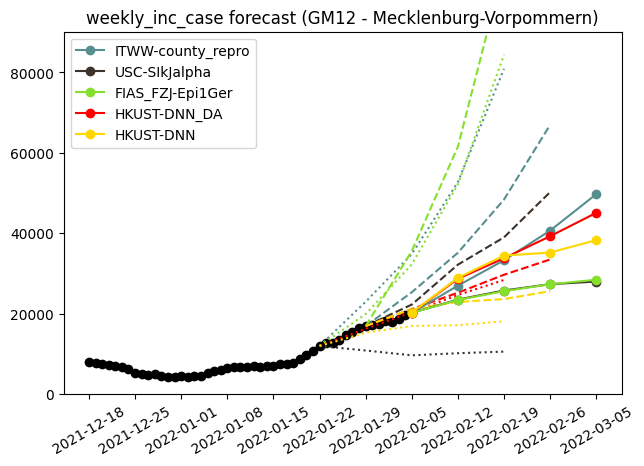 weekly_inc_case forecast (GM12 - Mecklenburg-Vorpommern)
ITWW-county_repro
USC-SIkJalpha
FIAS_FZJ-Epi1Ger
HKUST-DNN_DA
HKUST-DNN
80000
60000
40000
20000
0
2021-12-18
2021-12-25
2022-01-01
2022-01-08
2022-01-15
2022-01-22
2022-01-29
2022-02-05
2022-02-12
2022-02-19
2022-02-26
2022-03-05